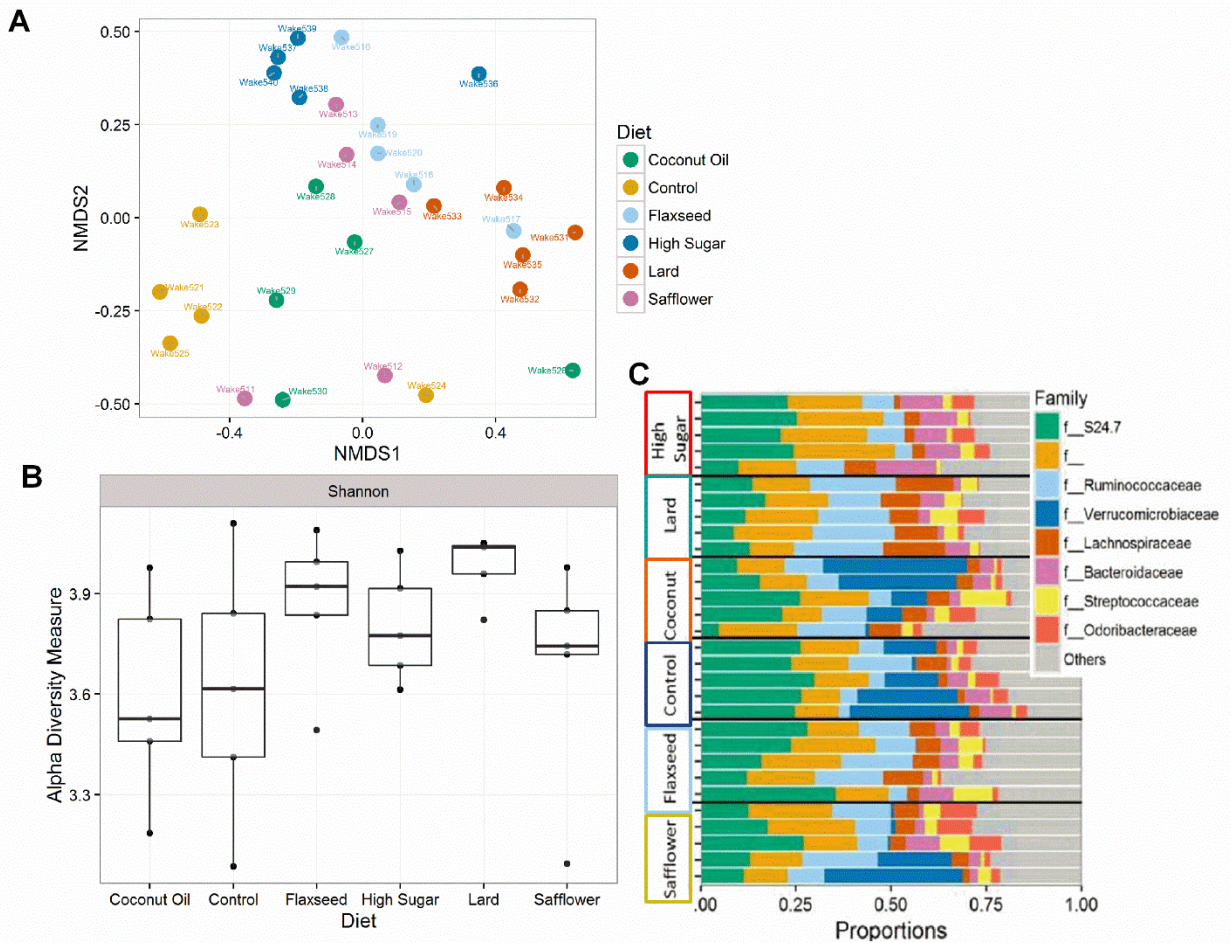 A
0.50
0.25
0.00
-0.25
-0.50
NMDS2
-0.4
0.0
0.4
NMDS1
Wake539
Wake516
Wake537
Wake540
Wake538
Wake536
Wake513
Wake519
Wake514
Wake520
Wake528
Wake518
Wake515
Wake533
Wake534
Wake523
Wake517
Wake531
Wake527
Wake535
Wake521
Wake529
Wake532
Wake522
Wake525
Wake512
Wake526
Wake511
Wake530
Wake524
Diet
Coconut Oil
Control
Flaxseed
High Sugar
Lard
Safflower
B
Shannon
Alpha Diversity Measure
3.9
3.6
3.3
Coconut Oil
Control
Flaxseed
High Sugar
Lard
Safflower
Diet
C
High
Sugar
Lard
Coconut
Control
Flaxseed
Safflower
Family
f__S24.7
f__
f__Ruminococcaceae
f__Verrucomicrobiaceae
f__Lachnospiraceae
f__Bacteroidaceae
f__Streptococcaceae
f__Odoribacteraceae
Others
.00
0.25
0.50
0.75
1.00
Proportions